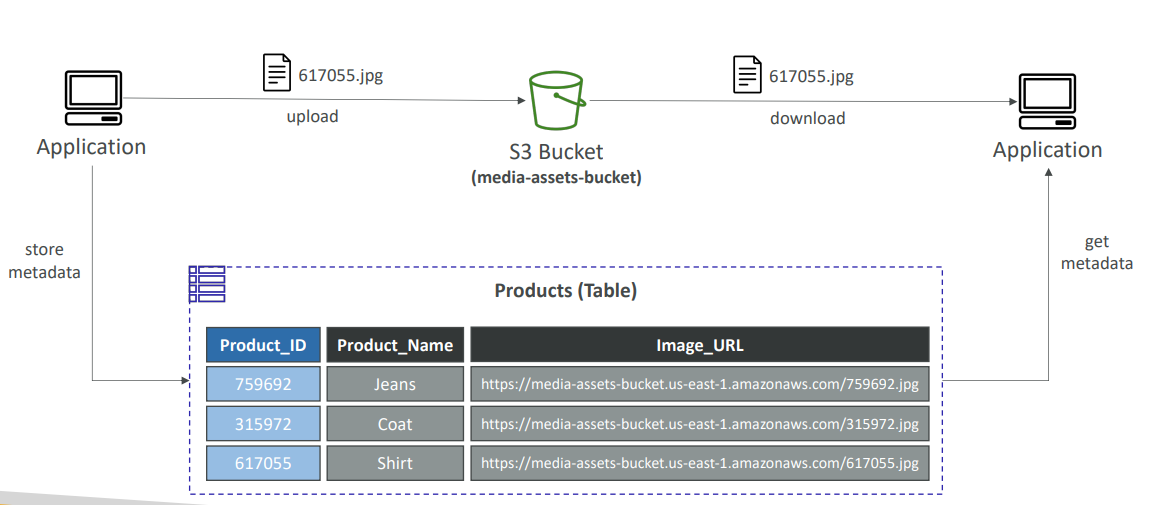 617055.jpg
617055.jpg
upload
download
Application
S3 Bucket
(media-assets-bucket)
Application
store
metadata
get
metadata
Products (Table)
Product_ID Product_Name Image_URL
759692 Jeans https://media-assets-bucket.us-east-1.amazonaws.com/759692.jpg
315972 Coat https://media-assets-bucket.us-east-1.amazonaws.com/315972.jpg
617055 Shirt https://media-assets-bucket.us-east-1.amazonaws.com/617055.jpg